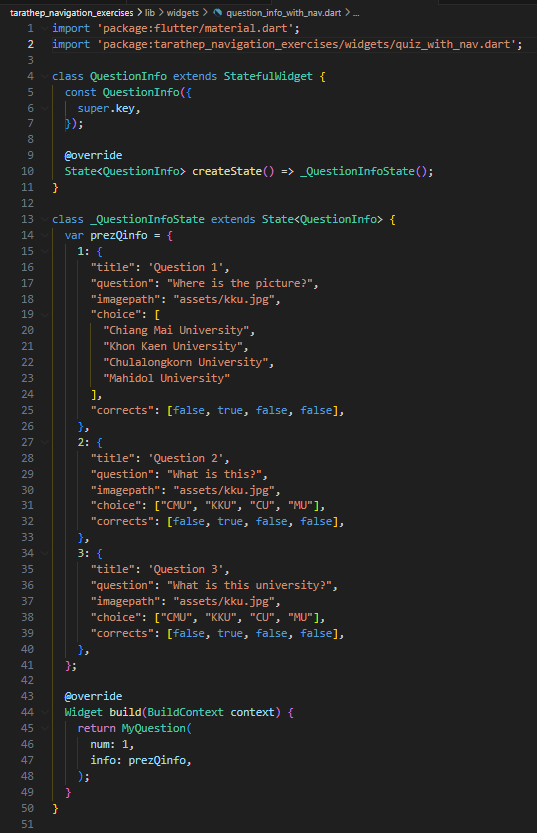 tarathep_navigation_exercises > lib > widgets > question_info_with_nav.dart > ...
1 import 'package:flutter/material.dart';
2 import 'package:tarathep_navigation_exercises/widgets/quiz_with_nav.dart';
3
4 class QuestionInfo extends StatefulWidget {
5   const QuestionInfo({
6     super.key,
7   });
8
9   @override
10   State<QuestionInfo> createState() => _QuestionInfoState();
11 }
12
13 class _QuestionInfoState extends State<QuestionInfo> {
14   var prezQinfo = {
15     1: {
16       "title": 'Question 1',
17       "question": "Where is the picture?",
18       "imagepath": "assets/kku.jpg",
19       "choice": [
20         "Chiang Mai University",
21         "Khon Kaen University",
22         "Chulalongkorn University",
23         "Mahidol University"
24       ],
25       "corrects": [false, true, false, false],
26     },
27     2: {
28       "title": 'Question 2',
29       "question": "What is this?",
30       "imagepath": "assets/kku.jpg",
31       "choice": ["CMU", "KKU", "CU", "MU"],
32       "corrects": [false, true, false, false],
33     },
34     3: {
35       "title": 'Question 3',
36       "question": "What is this university?",
37       "imagepath": "assets/kku.jpg",
38       "choice": ["CMU", "KKU", "CU", "MU"],
39       "corrects": [false, true, false, false],
40     },
41   };
42
43   @override
44   Widget build(BuildContext context) {
45     return MyQuestion(
46       num: 1,
47       info: prezQinfo,
48     );
49   }
50 }
51